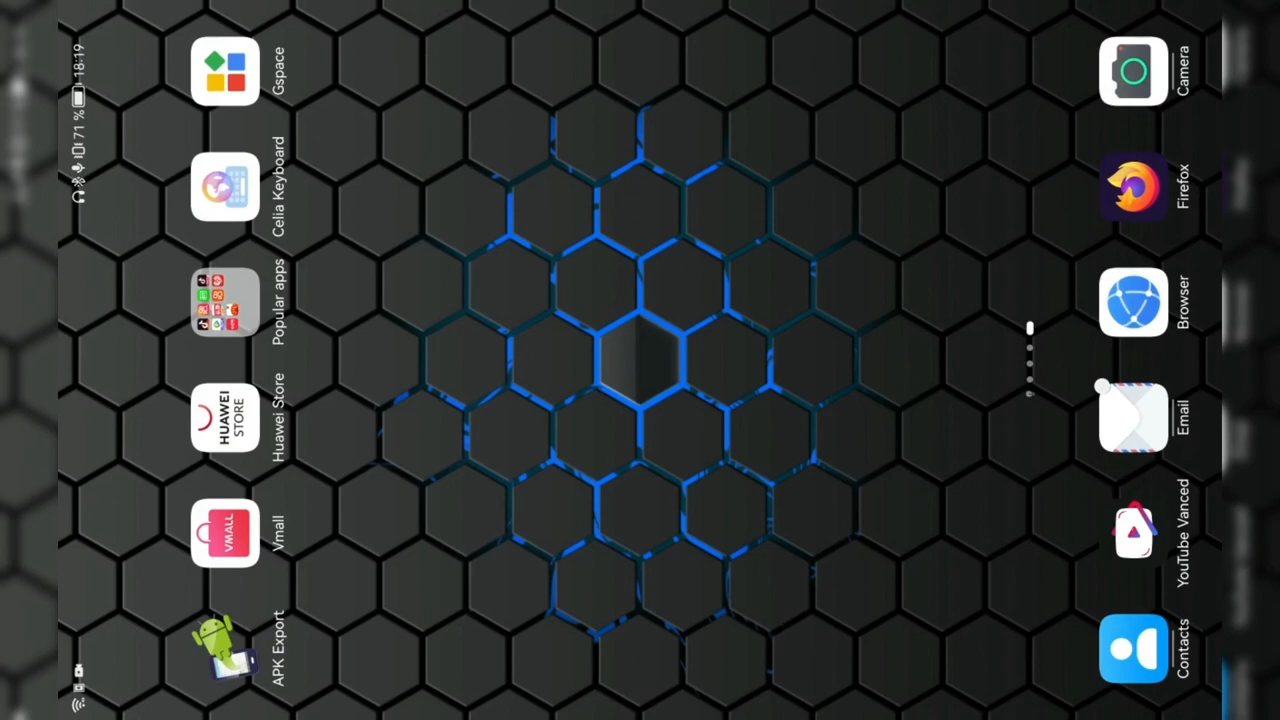 71 % 18:19
VMALL
HUAWEI
STORE
APK Export
Vmall
Huawei Store
Popular apps
Celia Keyboard
Gspace
Contacts
YouTube Vanced
Email
Browser
Firefox
Camera